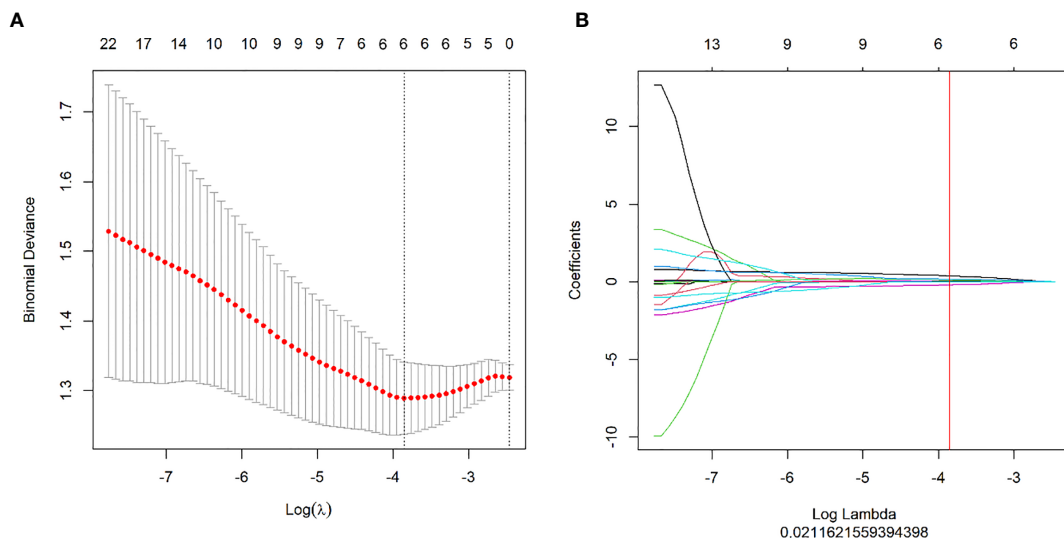 A
22 17 14 10 10 9 9 9 7 6 6 6 6 6 5 5 0
Binomial Deviance
1.7
1.6
1.5
1.4
1.3
-7 -6 -5 -4 -3
Log(λ)
B
13 9 9 6 6
Coefficients
10
5
0
-5
-10
-7 -6 -5 -4 -3
Log Lambda
0.0211621559394398